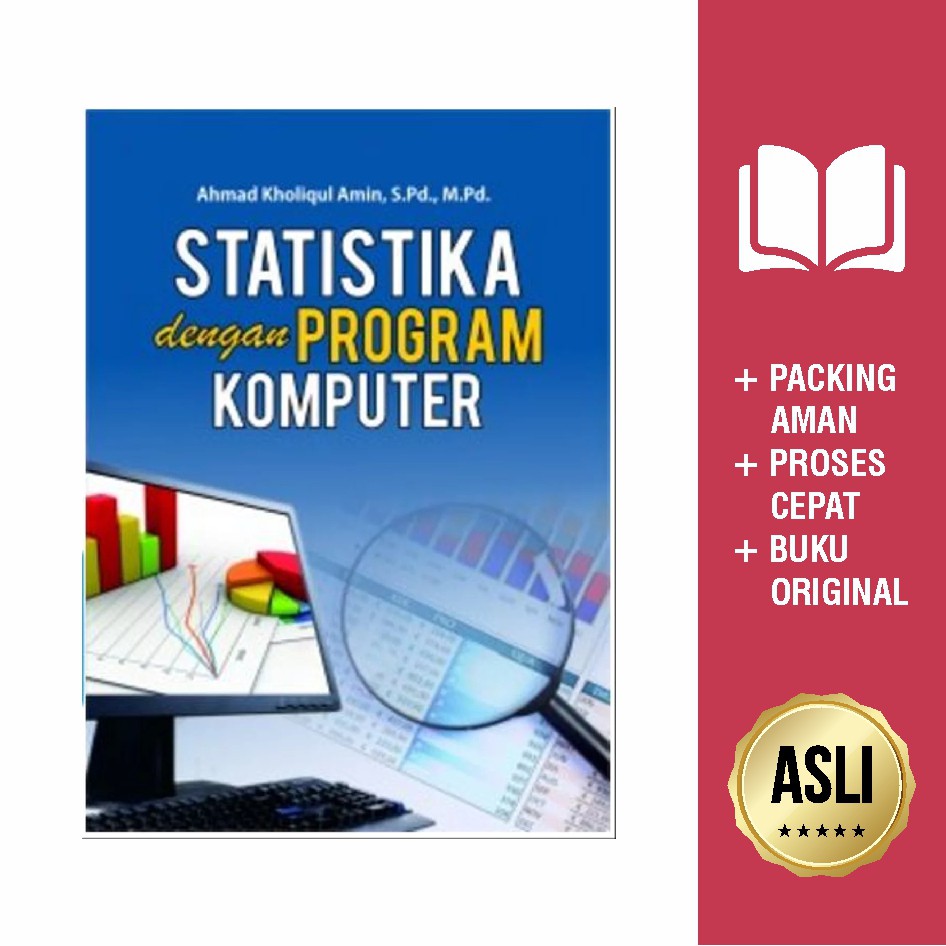 Ahmad Kholiqul Amin, S.Pd., M.Pd.
STATISTIKA
dengan PROGRAM
KOMPUTER
+ PACKING
AMAN
+ PROSES
CEPAT
+ BUKU
ORIGINAL
ASLI